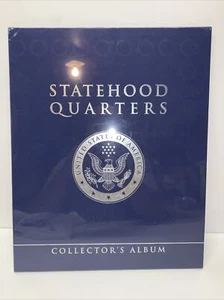 STATEHOOD
QUARTERS
UNITED STATES OF AMERICA
COLLECTOR'S ALBUM